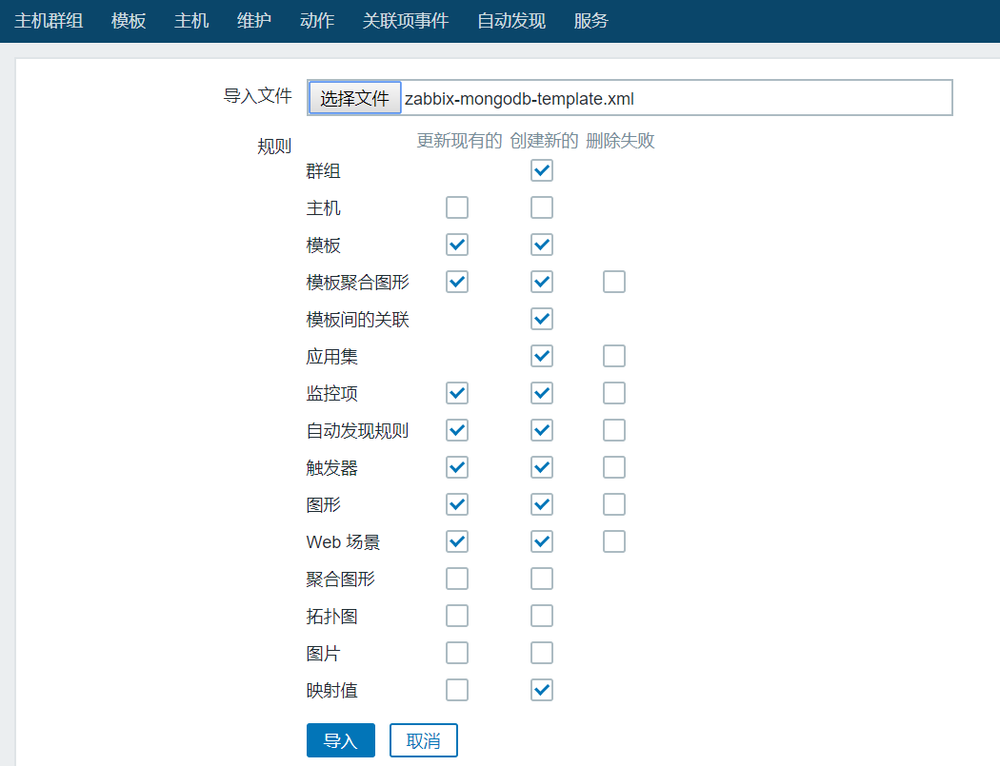 主机群组 模板 主机 维护 动作 关联项事件 自动发现 服务
导入文件 选择文件 zabbix-mongodb-template.xml
规则 更新现有的 创建新的 删除失败
群组
主机
模板
模板聚合图形
模板间的关联
应用集
监控项
自动发现规则
触发器
图形
Web 场景
聚合图形
拓扑图
图片
映射值
导入 取消